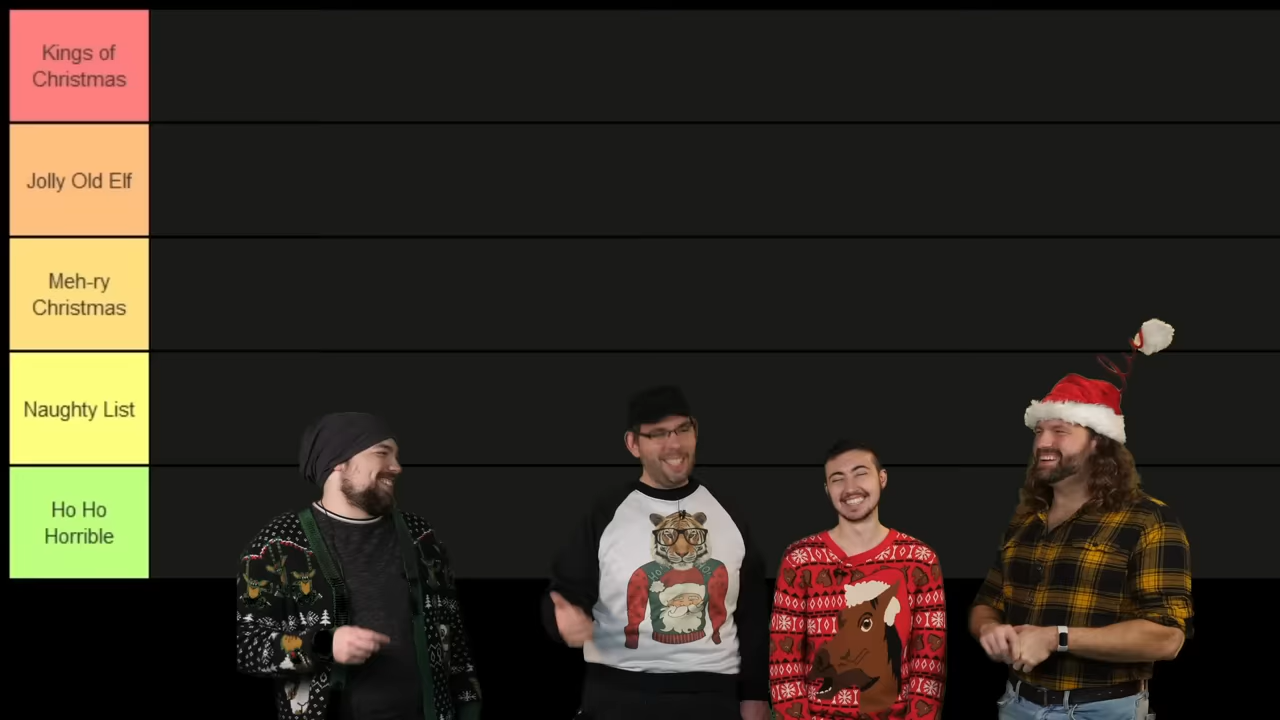 Kings of
Christmas
Jolly Old Elf
Meh-ry
Christmas
Naughty List
Ho Ho
Horrible